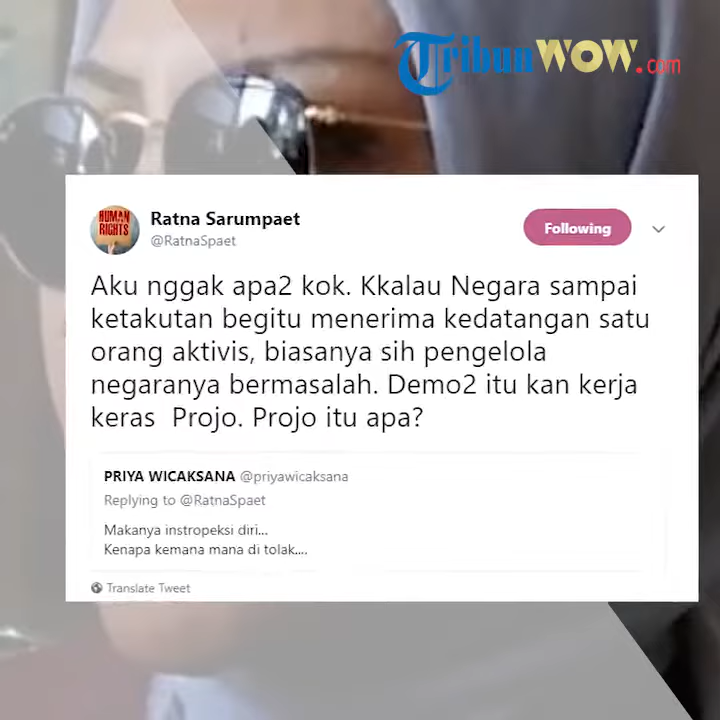 TribunWOW.com
HUMAN
RIGHTS
Ratna Sarumpaet
@RatnaSpaet
Following
Aku nggak apa2 kok. Kkalau Negara sampai
ketakutan begitu menerima kedatangan satu
orang aktivis, biasanya sih pengelola
negaranya bermasalah. Demo2 itu kan kerja
keras Projo. Projo itu apa?
PRIYA WICAKSANA @priyawicaksana
Replying to @RatnaSpaet
Makanya instropeksi diri...
Kenapa kemana mana di tolak....
Translate Tweet